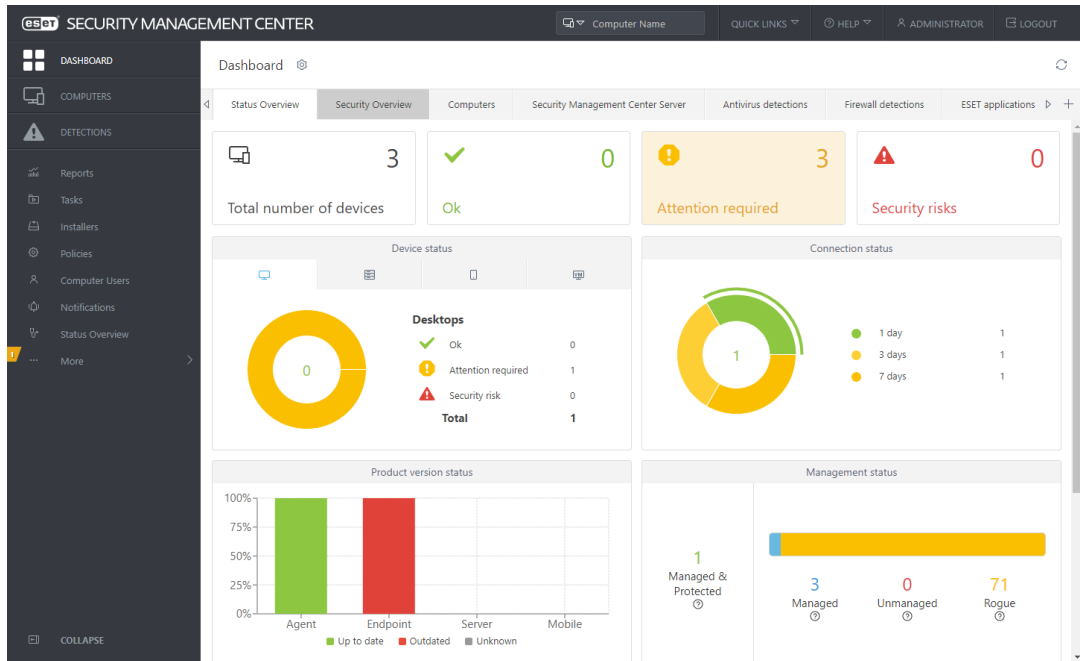 eseT SECURITY MANAGEMENT CENTER
Computer Name
QUICK LINKS
HELP
ADMINISTRATOR
LOGOUT
DASHBOARD
COMPUTERS
DETECTIONS
Reports
Tasks
Installers
Policies
Computer Users
Notifications
Status Overview
More
COLLAPSE
Dashboard
Status Overview
Security Overview
Computers
Security Management Center Server
Antivirus detections
Firewall detections
ESET applications
3
Total number of devices
0
Ok
3
Attention required
0
Security risks
Device status
0
Desktops
Ok 0
Attention required 1
Security risk 0
Total 1
Connection status
1
1 day 1
3 days 1
7 days 1
Product version status
100%
75%
50%
25%
0%
Agent Endpoint Server Mobile
Up to date Outdated Unknown
Management status
1
Managed &
Protected
3
Managed
0
Unmanaged
71
Rogue